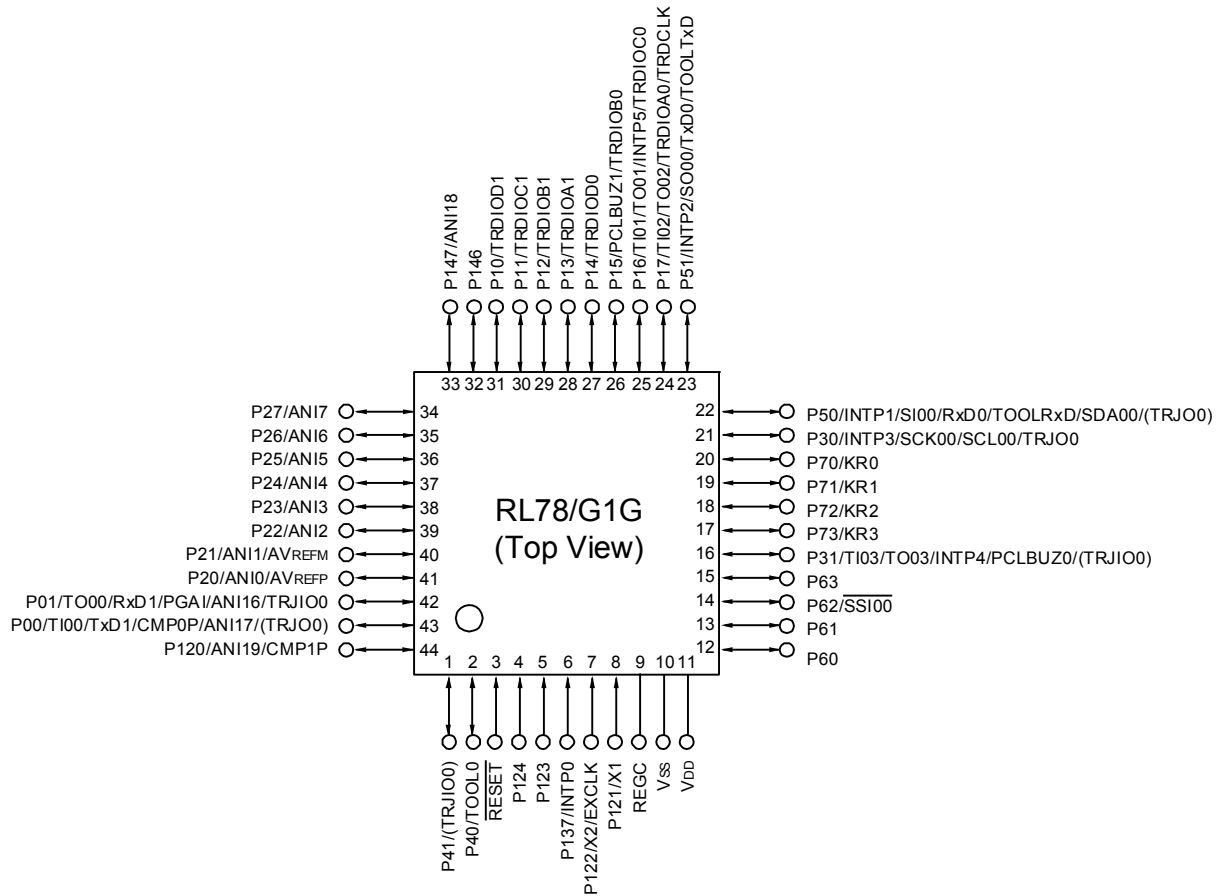 P147/ANI18
P146
P10/TRDIOD1
P11/TRDIOC1
P12/TRDIOB1
P13/TRDIOA1
P14/TRDIOD0
P15/PCLBUZ1/TRDIOB0
P16/TI01/TO01/INTP5/TRDIOC0
P17/TI02/TO02/TRDIOA0/TRDCLK
P51/INTP2/SO00/TxD0/TOOLTxD
33 32 31 30 29 28 27 26 25 24 23
P27/ANI7 34
P26/ANI6 35
P25/ANI5 36
P24/ANI4 37
P23/ANI3 38
P22/ANI2 39
P21/ANI1/AVREFM 40
P20/ANI0/AVREFP 41
P01/TO00/RxD1/PGAI/ANI16/TRJIO0 42
P00/TI00/TxD1/CMP0P/ANI17/(TRJO0) 43
P120/ANI19/CMP1P 44
RL78/G1G
(Top View)
22 P50/INTP1/SI00/RxD0/TOOLRxD/SDA00/(TRJO0)
21 P30/INTP3/SCK00/SCL00/TRJO0
20 P70/KR0
19 P71/KR1
18 P72/KR2
17 P73/KR3
16 P31/TI03/TO03/INTP4/PCLBUZ0/(TRJIO0)
15 P63
14 P62/SSI00
13 P61
12 P60
1 2 3 4 5 6 7 8 9 10 11
P41/(TRJIO0)
P40/TOOL0
RESET
P124
P123
P137/INTP0
P122/X2/EXCLK
P121/X1
REGC
VSS
VDD